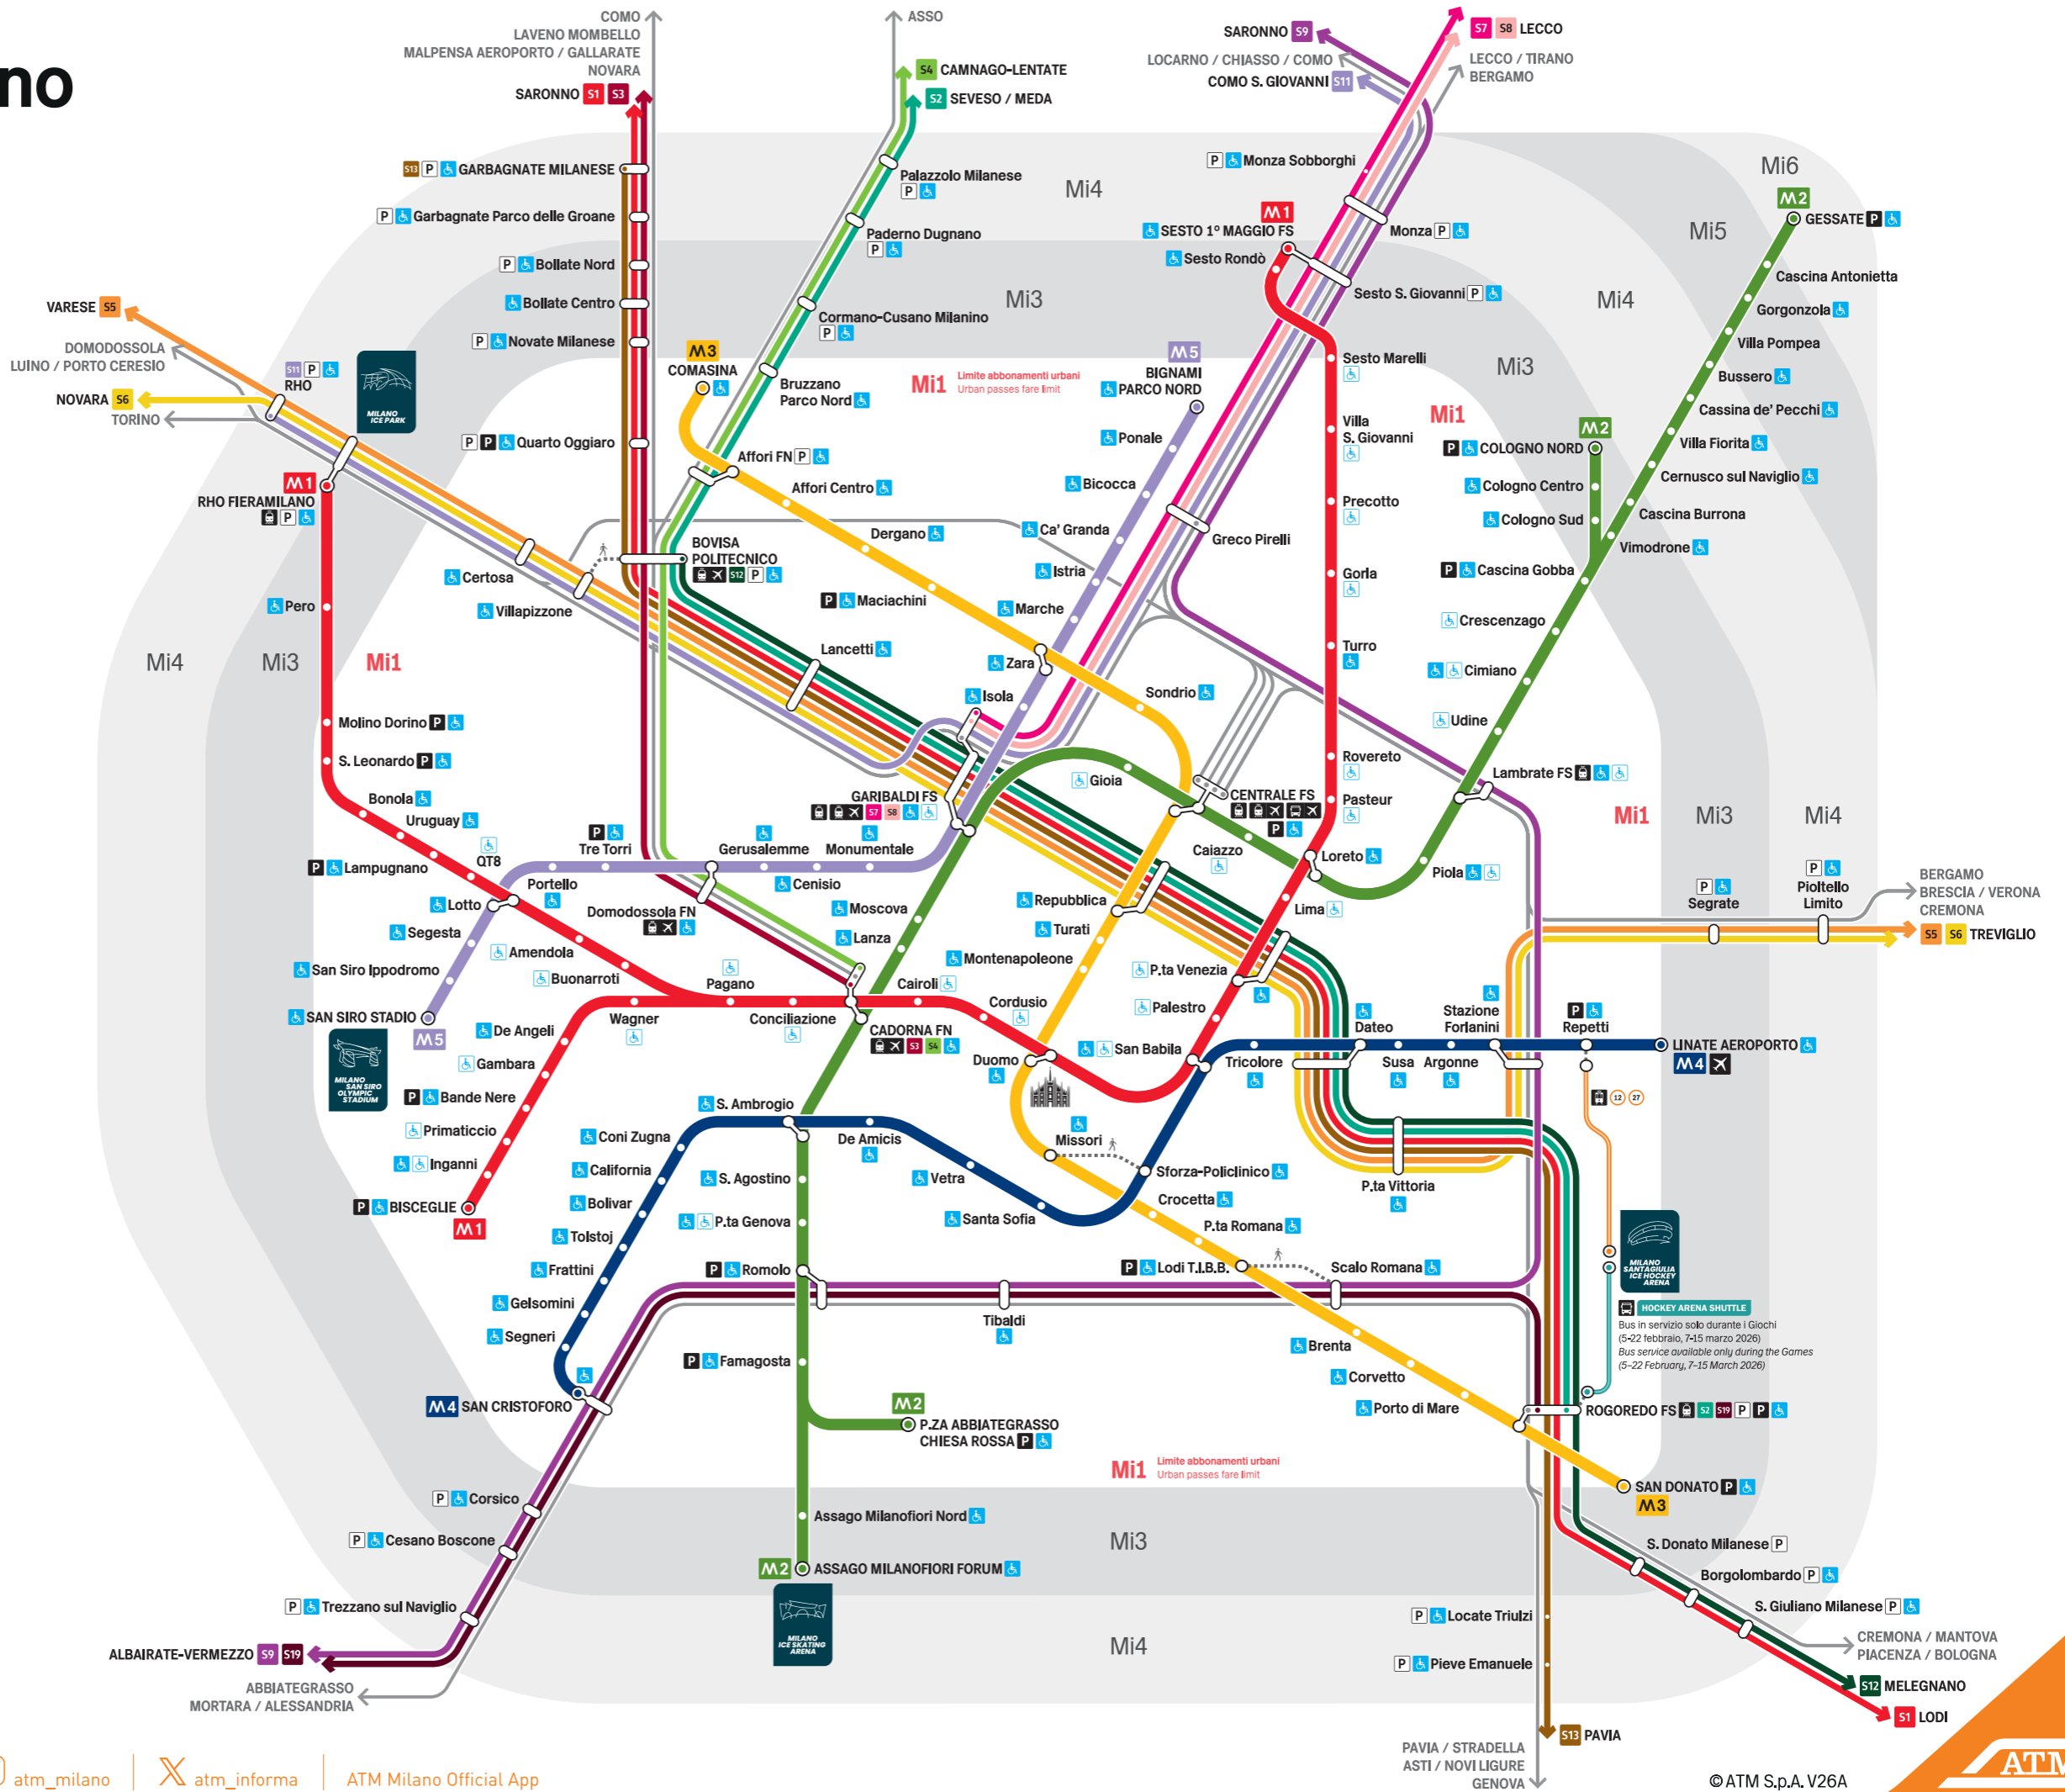 no
COMO
LAVENO MOMBELLO
MALPENSA AEROPORTO / GALLARATE
NOVARA
SARONNO S1 S3
ASSO
S4 CAMNAGO-LENTATE
S2 SEVESO / MEDA
SARONNO S9
LOCARNO / CHIASSO / COMO
COMO S. GIOVANNI S11
S7 S8 LECCO
LECCO / TIRANO
BERGAMO
S13 P GARBAGNATE MILANESE
P Garbagnate Parco delle Groane
P Bollate Nord
Bollate Centro
P Novate Milanese
P P Quarto Oggiaro
Palazzolo Milanese
P
Paderno Dugnano
P
Cormano-Cusano Milanino
P
Bruzzano
Parco Nord
Mi4
Mi3
Mi1 Limite abbonamenti urbani
Urban passes fare limit
P Monza Sobborghi
Monza P
M1
SESTO 1º MAGGIO FS
Sesto Rondò
Sesto S. Giovanni P
Sesto Marelli
Villa
S. Giovanni
Precotto
Gorla
Turro
Rovereto
Pasteur
Loreto
Lima
Mi6
Mi5
Mi4
Mi3
Mi1
M2
GESSATE P
Cascina Antonietta
Gorgonzola
Villa Pompea
Bussero
Cassina de' Pecchi
Villa Fiorita
Cernusco sul Naviglio
Cascina Burrona
Vimodrone
M2
P COLOGNO NORD
Cologno Centro
Cologno Sud
P Cascina Gobba
Crescenzago
Cimiano
Udine
Lambrate FS
Piola
VARESE S5
DOMODOSSOLA
LUÍNO / PORTO CERESIO
NOVARA S6
TORINO
S11 P
RHO
MILANO
ICE PARK
M1
RHO FIERAMILANO
P
Pero
Certosa
Villapizzone
Mi4
Mi3
Mi1
Molino Dorino P
S. Leonardo P
Bonola
Uruguay
P Lampugnano
QT8
Lotto
Segesta
San Siro Ippodromo
SAN SIRO STADIO
M5
MILANO
SAN SIRO
OLYMPIC
STADIUM
M3
COMASINA
Affori FN P
Affori Centro
Dergano
P Maciachini
BOVISA
POLITECNICO
S12 P
Lancetti
M5
BIGNAMI
PARCO NORD
Ponale
Bicocca
Ca' Granda
Istria
Marche
Zara
Isola
Greco Pirelli
Sondrio
Gioia
CENTRALE FS
P
Caiazzo
GARIBALDI FS
S7 S8
P
Tre Torri
Gerusalemme
Monumentale
Portello
Cenisio
Domodossola FN
Moscova
Lanza
Repubblica
Turati
Montenapoleone
P.ta Venezia
Palestro
Amendola
Buonarroti
Pagano
Wagner
Conciliazione
Cairoli
Cordusio
CADORNA FN
S3 S4
Duomo
San Babila
Tricolore
Dateo
Susa
Argonne
Stazione
Forlanini
P
Repetti
LINATE AEROPORTO
M4
12 27
Mi1
Mi3
Mi4
P
Segrate
P
Pioltello
Limito
BERGAMO
BRESCIA / VERONA
CREMONA
S5 S6 TREVIGLIO
De Angeli
Gambara
P Bande Nere
Primaticcio
Inganni
P BISCEGLIE
M1
S. Ambrogio
Coni Zugna
California
Bolivar
Tolstoj
Frattini
Gelsomini
Segneri
M4 SAN CRISTOFORO
De Amicis
Vetra
Santa Sofia
Missori
Sforza-Policlinico
Crocetta
P.ta Romana
P.ta Vittoria
S. Agostino
P.ta Genova
P Romolo
P Famagosta
Tibaldi
P Lodi T.I.B.B.
Scalo Romana
Brenta
Corvetto
Porto di Mare
MILANO
SANTAGIULIA
ICE HOCKEY
ARENA
HOCKEY ARENA SHUTTLE
Bus in servizio solo durante i Giochi
(5-22 febbraio, 7-15 marzo 2026)
Bus service available only during the Games
(5–22 February, 7–15 March 2026)
ROGOREDO FS S2 S19 P P
SAN DONATO P
M3
M2
P.ZA ABBIATEGRASSO
CHIESA ROSSA P
Mi1 Limite abbonamenti urbani
Urban passes fare limit
Assago Milanofiori Nord
M2 ASSAGO MILANOFIORI FORUM
MILANO
ICE SKATING
ARENA
Mi3
Mi4
P Corsico
P Cesano Boscone
P Trezzano sul Naviglio
ALBAIRATE-VERMEZZO S9 S19
ABBIATEGRASSO
MORTARA / ALESSANDRIA
S. Donato Milanese P
Borgolombardo P
S. Giuliano Milanese P
P Locate Triulzi
P Pieve Emanuele
CREMONA / MANTOVA
PIACENZA / BOLOGNA
S12 MELEGNANO
S1 LODI
S13 PAVIA
PAVIA / STRADELLA
ASTI / NOVI LIGURE
GENOVA
atm_milano
atm_informa
ATM Milano Official App
© ATM S.p.A. V26A
ATM